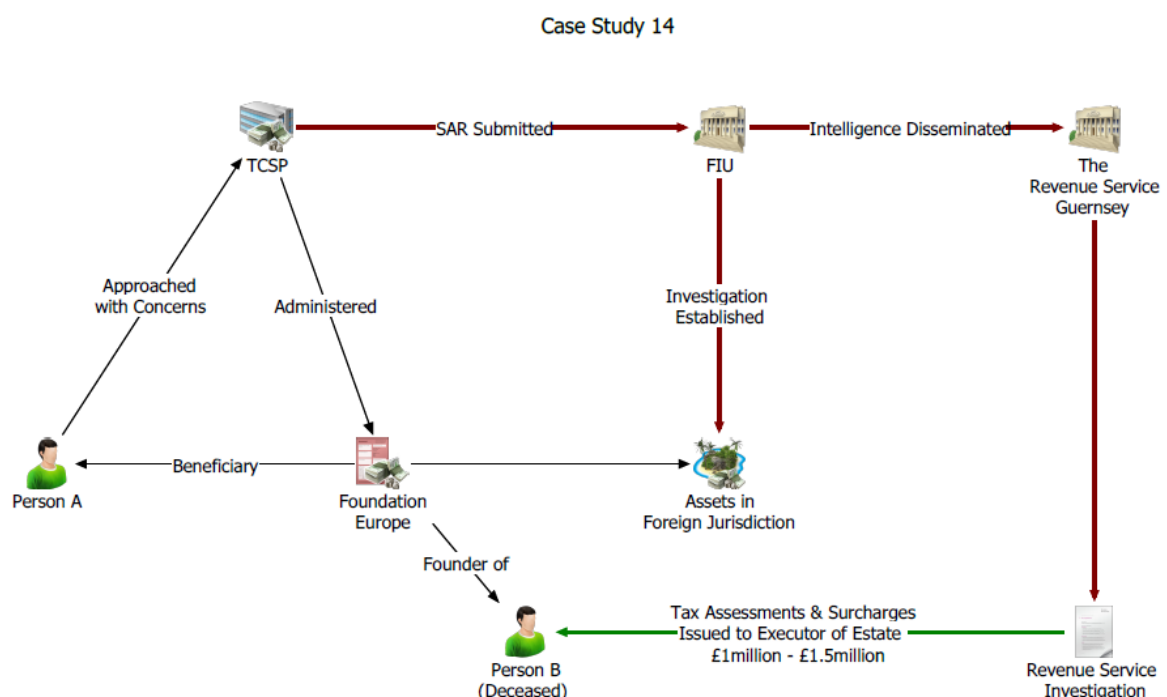 Case Study 14
SAR Submitted
Intelligence Disseminated
TCSP
FIU
The
Revenue Service
Guernsey
Approached
with Concerns
Administered
Investigation
Established
Beneficiary
Person A
Foundation
Europe
Assets in
Foreign Jurisdiction
Founder of
Tax Assessments & Surcharges
Issued to Executor of Estate
£1million - £1.5million
Person B
(Deceased)
Revenue Service
Investigation